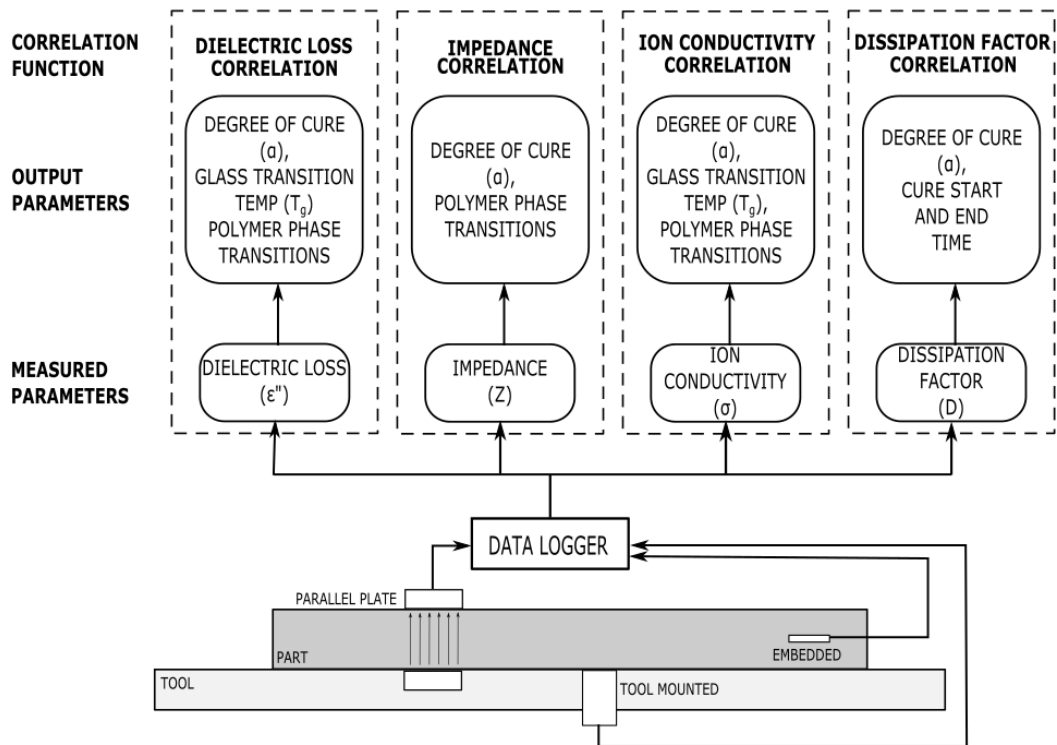 CORRELATION
FUNCTION
DIELECTRIC LOSS
CORRELATION
IMPEDANCE
CORRELATION
ION CONDUCTIVITY
CORRELATION
DISSIPATION FACTOR
CORRELATION
OUTPUT
PARAMETERS
DEGREE OF CURE
(α),
GLASS TRANSITION
TEMP (Tg)
POLYMER PHASE
TRANSITIONS
DEGREE OF CURE
(α),
POLYMER PHASE
TRANSITIONS
DEGREE OF CURE
(α),
GLASS TRANSITION
TEMP (Tg),
POLYMER PHASE
TRANSITIONS
DEGREE OF CURE
(α),
CURE START
AND END
TIME
MEASURED
PARAMETERS
DIELECTRIC LOSS
(ε")
IMPEDANCE
(Z)
ION
CONDUCTIVITY
(σ)
DISSIPATION
FACTOR
(D)
DATA LOGGER
PARALLEL PLATE
PART
EMBEDDED
TOOL
TOOL MOUNTED